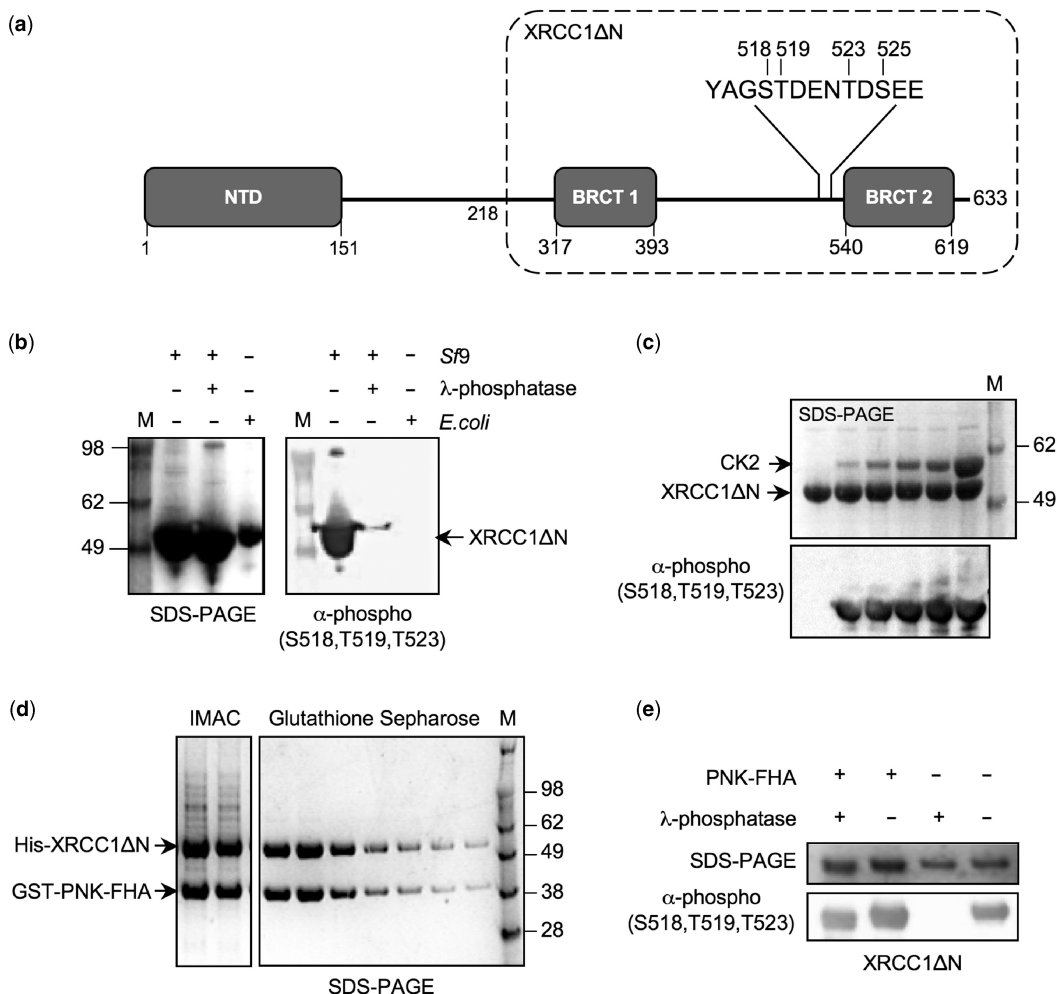 (a)
XRCC1ΔN
518 519 523 525
YAGSTDENTDSEE
NTD
BRCT 1
BRCT 2
633
218
1
151
317
393
540
619
(b)
+ + – Sf9
– + λ-phosphatase
M – – + E.coli
98
62
49
SDS-PAGE
+ + –
– +
M – – +
XRCC1ΔN
α-phospho
(S518,T519,T523)
(c)
M
SDS-PAGE
CK2
XRCC1ΔN
62
49
α-phospho
(S518,T519,T523)
(d)
IMAC Glutathione Sepharose M
His-XRCC1ΔN
GST-PNK-FHA
98
62
49
38
28
SDS-PAGE
(e)
PNK-FHA + + – –
λ-phosphatase + – + –
SDS-PAGE
α-phospho
(S518,T519,T523)
XRCC1ΔN